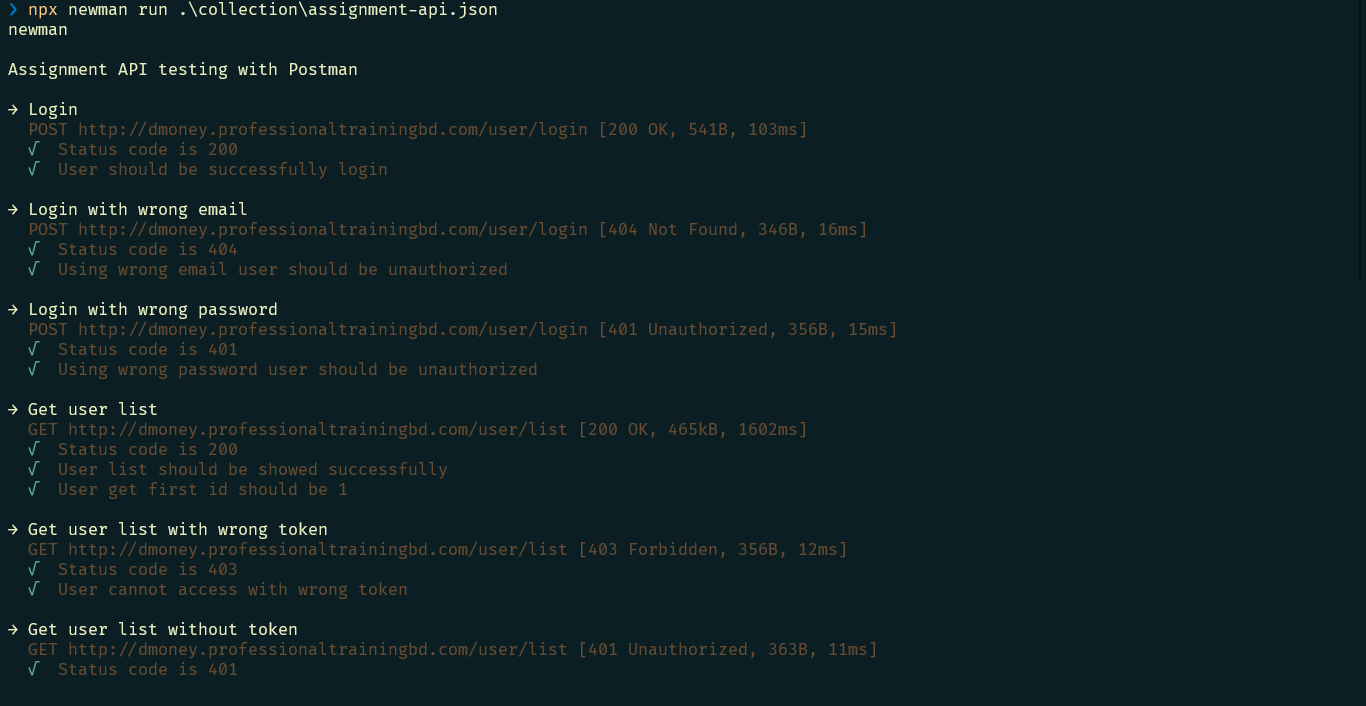 ❯ npx newman run .\collection\assignment-api.json
newman
Assignment API testing with Postman
→ Login
POST http://dmoney.professionaltrainingbd.com/user/login [200 OK, 541B, 103ms]
√ Status code is 200
√ User should be successfully login
→ Login with wrong email
POST http://dmoney.professionaltrainingbd.com/user/login [404 Not Found, 346B, 16ms]
√ Status code is 404
√ Using wrong email user should be unauthorized
→ Login with wrong password
POST http://dmoney.professionaltrainingbd.com/user/login [401 Unauthorized, 356B, 15ms]
√ Status code is 401
√ Using wrong password user should be unauthorized
→ Get user list
GET http://dmoney.professionaltrainingbd.com/user/list [200 OK, 465kB, 1602ms]
√ Status code is 200
√ User list should be showed successfully
√ User get first id should be 1
→ Get user list with wrong token
GET http://dmoney.professionaltrainingbd.com/user/list [403 Forbidden, 356B, 12ms]
√ Status code is 403
√ User cannot access with wrong token
→ Get user list without token
GET http://dmoney.professionaltrainingbd.com/user/list [401 Unauthorized, 363B, 11ms]
√ Status code is 401